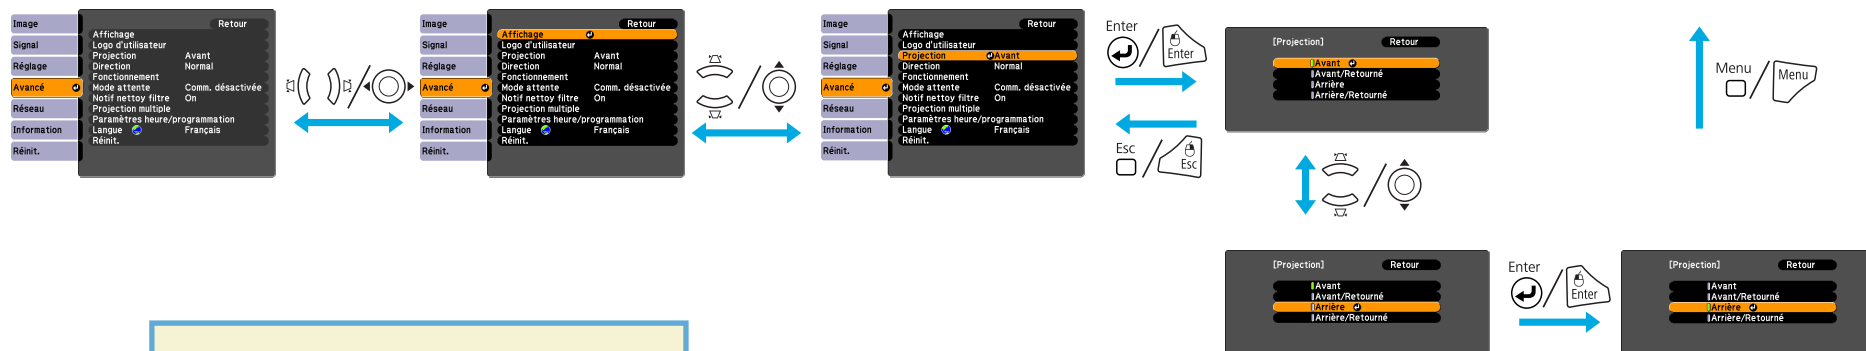 Image
Signal
Réglage
Avancé
Réseau
Information
Réinit.
Retour
Affichage
Logo d'utilisateur
Projection Avant
Direction Normal
Fonctionnement
Mode attente Comm. désactivée
Notif nettoy filtre On
Projection multiple
Paramètres heure/programmation
Langue Français
Réinit.
Image
Signal
Réglage
Avancé
Réseau
Information
Réinit.
Retour
Affichage
Logo d'utilisateur
Projection Avant
Direction Normal
Fonctionnement
Mode attente Comm. désactivée
Notif nettoy filtre On
Projection multiple
Paramètres heure/programmation
Langue Français
Réinit.
Image
Signal
Réglage
Avancé
Réseau
Information
Réinit.
Retour
Affichage
Logo d'utilisateur
Projection Avant
Direction Normal
Fonctionnement
Mode attente Comm. désactivée
Notif nettoy filtre On
Projection multiple
Paramètres heure/programmation
Langue Français
Réinit.
Enter
Enter
Esc
Esc
[Projection] Retour
Avant
Avant/Retourné
Arrière
Arrière/Retourné
Menu
Menu
[Projection] Retour
Avant
Avant/Retourné
Arrière
Arrière/Retourné
Enter
Enter
[Projection] Retour
Avant
Avant/Retourné
Arrière
Arrière/Retourné